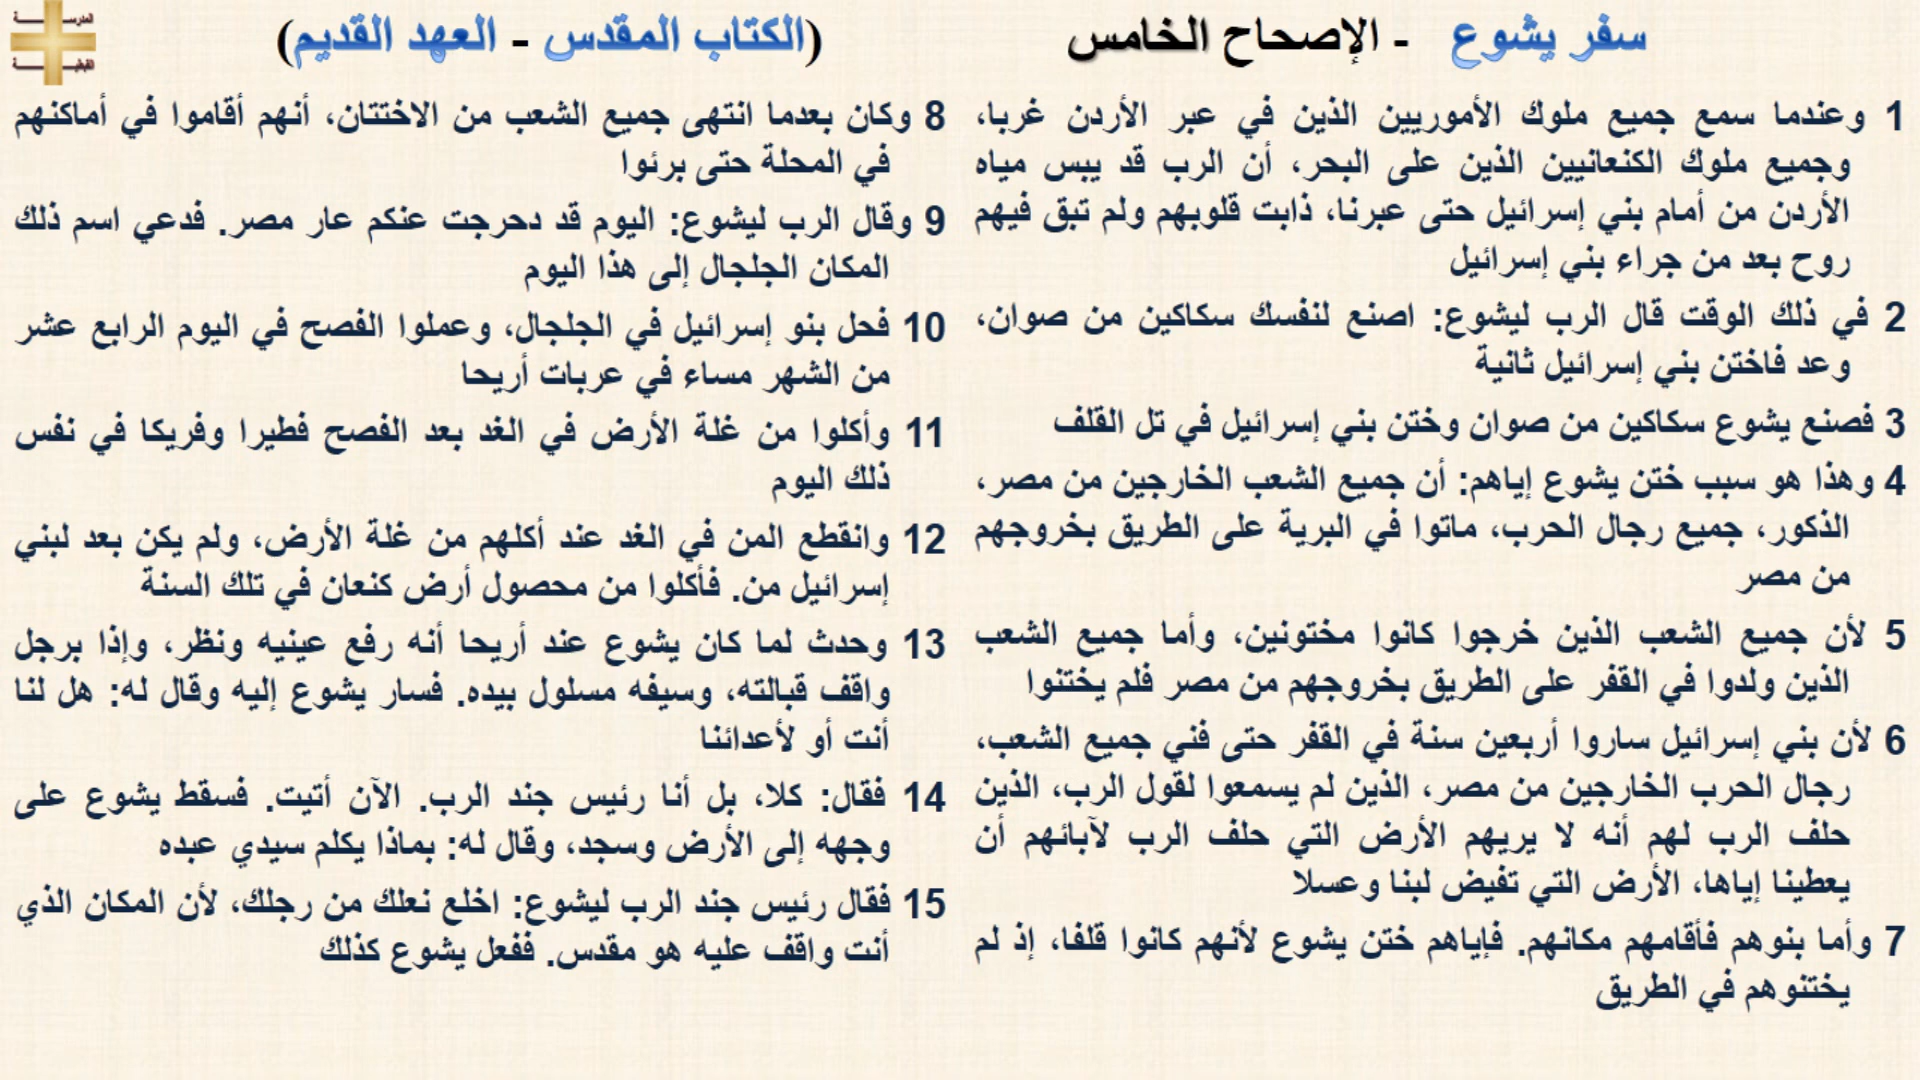 سفر يشوع - الإصحاح الخامس
(الكتاب المقدس - العهد القديم)
1 وعندما سمع جميع ملوك الأموريين الذين في عبر الأردن غربا،
وجميع ملوك الكنعانيين الذين على البحر، أن الرب قد يبس مياه
الأردن من أمام بني إسرائيل حتى عبرنا، ذابت قلوبهم ولم تبق فيهم
روح بعد من جراء بني إسرائيل
2 في ذلك الوقت قال الرب ليشوع: اصنع لنفسك سكاكين من صوان،
وعد فاختن بني إسرائيل ثانية
3 فصنع يشوع سكاكين من صوان وختن بني إسرائيل في تل القلف
4 وهذا هو سبب ختن يشوع إياهم: أن جميع الشعب الخارجين من مصر،
الذكور، جميع رجال الحرب، ماتوا في البرية على الطريق بخروجهم
من مصر
5 لأن جميع الشعب الذين خرجوا كانوا مختونين، وأما جميع الشعب
الذين ولدوا في القفر على الطريق بخروجهم من مصر فلم يختنوا
6 لأن بني إسرائيل ساروا أربعين سنة في القفر حتى فني جميع الشعب،
رجال الحرب الخارجين من مصر، الذين لم يسمعوا لقول الرب، الذين
حلف الرب لهم أنه لا يريهم الأرض التي حلف الرب لآبائهم أن
يعطينا إياها، الأرض التي تفيض لبنا وعسلا
7 وأما بنوهم فأقامهم مكانهم. فإياهم ختن يشوع لأنهم كانوا قلفا، إذ لم
يختنوهم في الطريق
8 وكان بعدما انتهى جميع الشعب من الاختتان، أنهم أقاموا في أماكنهم
في المحلة حتى برئوا
9 وقال الرب ليشوع: اليوم قد دحرجت عنكم عار مصر. فدعي اسم ذلك
المكان الجلجال إلى هذا اليوم
10 فحل بنو إسرائيل في الجلجال، وعملوا الفصح في اليوم الرابع عشر
من الشهر مساء في عربات أريحا
11 وأكلوا من غلة الأرض في الغد بعد الفصح فطيرا وفريكا في نفس
ذلك اليوم
12 وانقطع المن في الغد عند أكلهم من غلة الأرض، ولم يكن بعد لبني
إسرائيل من. فأكلوا من محصول أرض كنعان في تلك السنة
13 وحدث لما كان يشوع عند أريحا أنه رفع عينيه ونظر، وإذا برجل
واقف قبالته، وسيفه مسلول بيده. فسار يشوع إليه وقال له: هل لنا
أنت أو لأعدائنا
14 فقال: كلا، بل أنا رئيس جند الرب. الآن أتيت. فسقط يشوع على
وجهه إلى الأرض وسجد، وقال له: بماذا يكلم سيدي عبده
15 فقال رئيس جند الرب ليشوع: اخلع نعلك من رجلك، لأن المكان الذي
أنت واقف عليه هو مقدس. ففعل يشوع كذلك